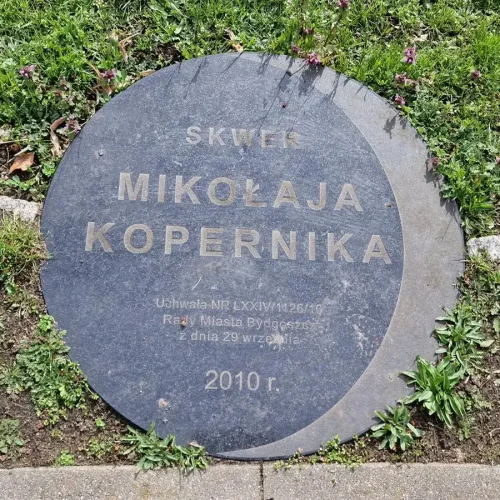 SKWER
MIKOŁAJA
KOPERNIKA
Uchwała NR LXXIV/1126/10
Rady Miasta Bydgoszczy
z dnia 29 września
2010 r.